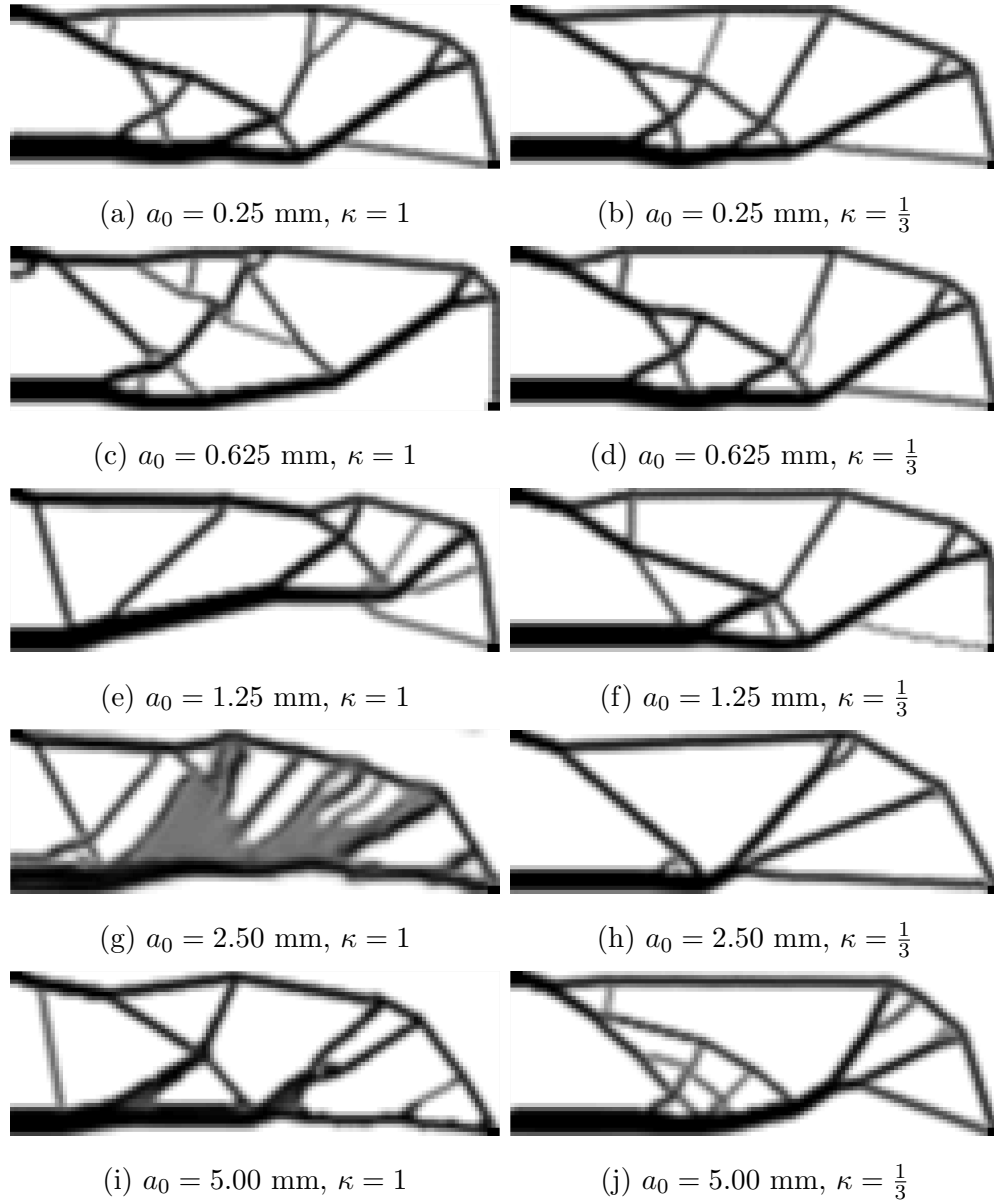 (a) a₀ = 0.25 mm, κ = 1
(b) a₀ = 0.25 mm, κ = 1/3
(c) a₀ = 0.625 mm, κ = 1
(d) a₀ = 0.625 mm, κ = 1/3
(e) a₀ = 1.25 mm, κ = 1
(f) a₀ = 1.25 mm, κ = 1/3
(g) a₀ = 2.50 mm, κ = 1
(h) a₀ = 2.50 mm, κ = 1/3
(i) a₀ = 5.00 mm, κ = 1
(j) a₀ = 5.00 mm, κ = 1/3